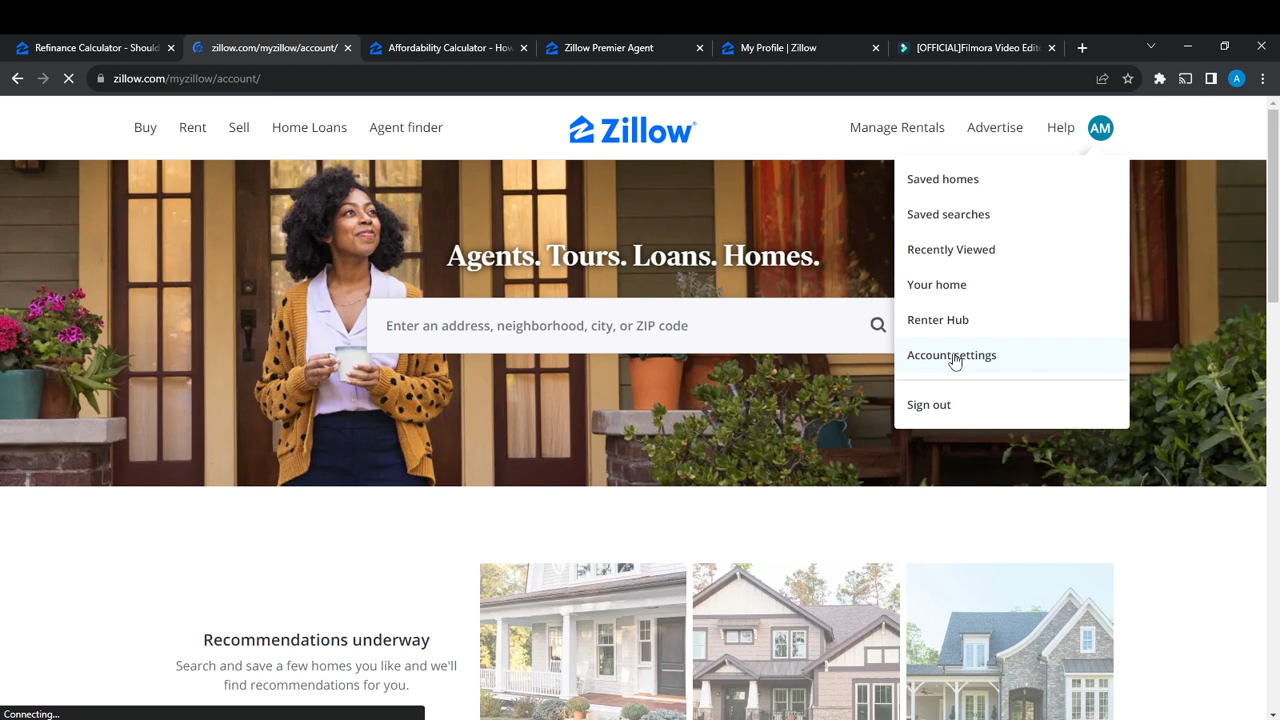 Refinance Calculator - Should
zillow.com/myzillow/account/
Affordability Calculator - How
Zillow Premier Agent
My Profile | Zillow
[OFFICIAL]Filmora Video Edit
zillow.com/myzillow/account/
A
Buy
Rent
Sell
Home Loans
Agent finder
Zillow
Manage Rentals
Advertise
Help
AM
Saved homes
Saved searches
Recently Viewed
Your home
Renter Hub
Account settings
Sign out
Agents. Tours. Loans. Homes.
Enter an address, neighborhood, city, or ZIP code
Recommendations underway
Search and save a few homes you like and we'll
find recommendations for you.
Connecting...